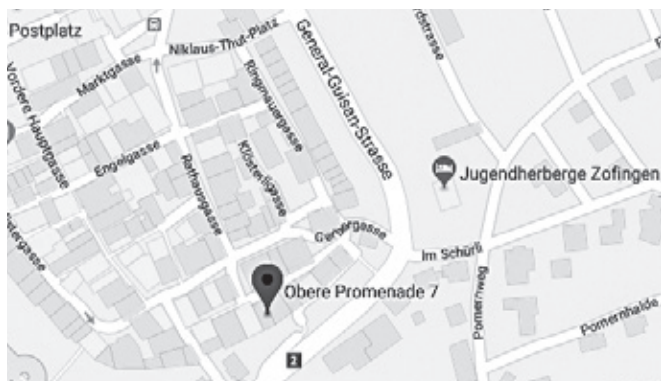 Postplatz
Niklaus-Thut-Platz
Marktgasse
Vordere Hauptgasse
General-Guisan-Strasse
Ringmauergasse
Engelgasse
Rathausgasse
Klösterligasse
Jugendherberge Zofingen
Gerbergasse
Im Schürli
Obere Promenade 7
Pomernweg
Pomernhalde
2